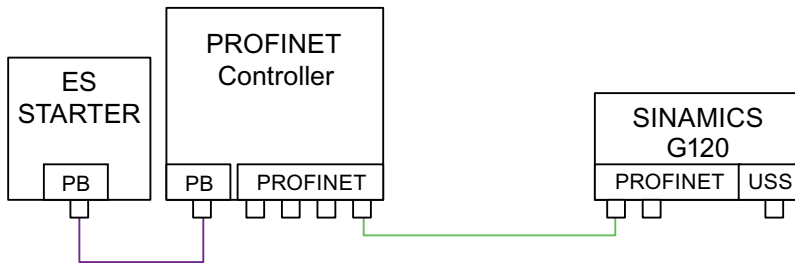 ES
STARTER
PB
PROFINET
Controller
PB
PROFINET
SINAMICS
G120
PROFINET
USS